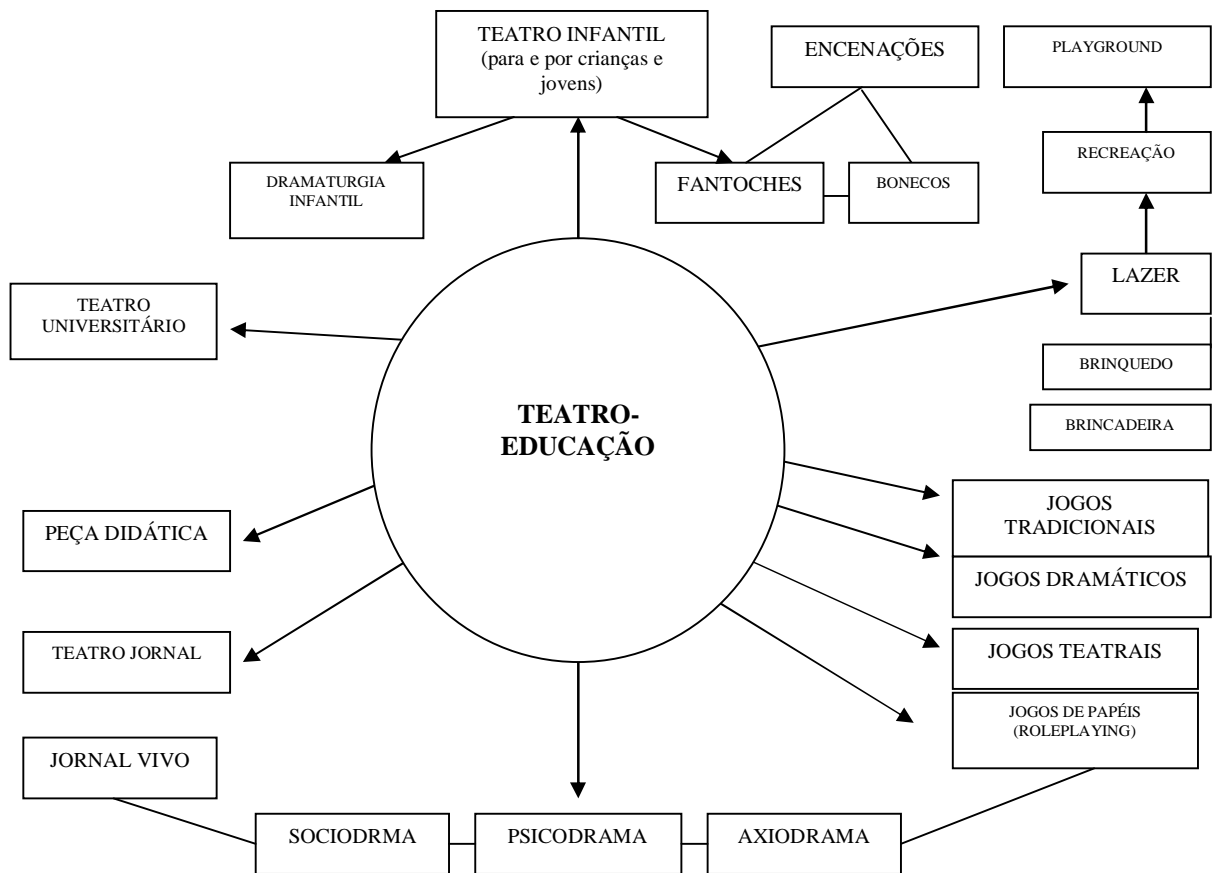 TEATRO INFANTIL
(para e por crianças e
jovens)
ENCENAÇÕES
PLAYGROUND
RECREAÇÃO
DRAMATURGIA
INFANTIL
FANTOCHES
BONECOS
LAZER
TEATRO
UNIVERSITÁRIO
BRINQUEDO
BRINCADEIRA
TEATRO-
EDUCAÇÃO
JOGOS
TRADICIONAIS
PEÇA DIDÁTICA
JOGOS DRAMÁTICOS
TEATRO JORNAL
JOGOS TEATRAIS
JOGOS DE PAPÉIS
(ROLEPLAYING)
JORNAL VIVO
SOCIODRMA
PSICODRAMA
AXIODRAMA